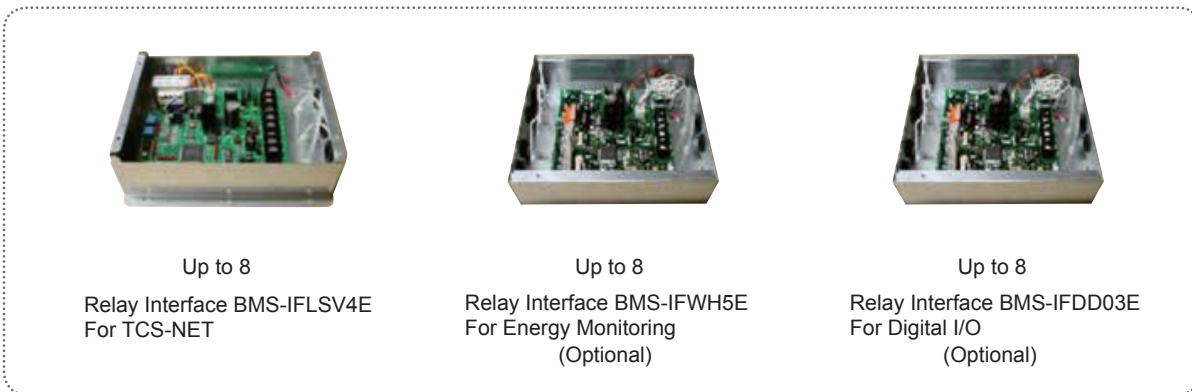 Up to 8
Relay Interface BMS-IFLSV4E
For TCS-NET
Up to 8
Relay Interface BMS-IFWH5E
For Energy Monitoring
(Optional)
Up to 8
Relay Interface BMS-IFDD03E
For Digital I/O
(Optional)